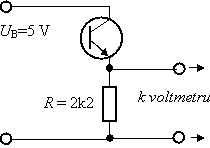 U_B=5 V
R = 2k2
k voltmetru